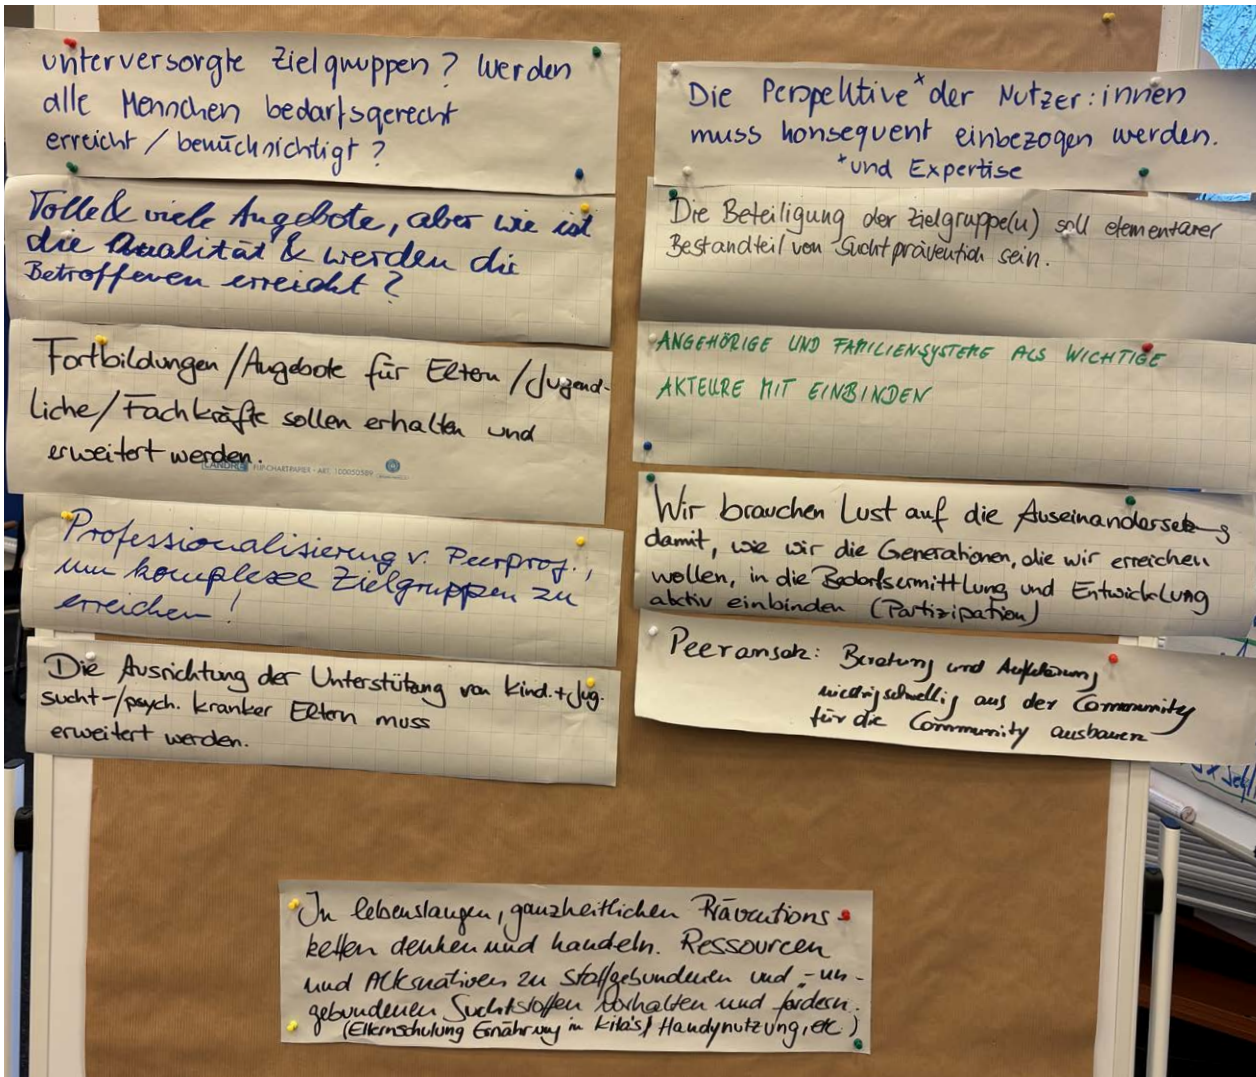 unterversorgte Zielgruppen? Werden
alle Menschen bedarfsgerecht
erreicht / berücksichtigt?
Tolle & viele Angebote, aber wie ist
die Qualität & werden die
Betroffenen erreicht?
Fortbildungen/Angebote für Eltern/Jugend-
liche/Fachkräfte sollen erhalten und
erweitert werden.
LANDRÉ FLIPCHARTPAPIER · ART. 100050589
Professionalisierung v. Peerproj.,
um komplexe Zielgruppen zu
erreichen!
Die Ausrichtung der Unterstützung von Kind.+Jug.
sucht-/psych. kranker Eltern muss
erweitert werden.
Die Perspektive* der Nutzer:innen
muss konsequent einbezogen werden.
*und Expertise
Die Beteiligung der Zielgruppe(n) soll elementarer
Bestandteil von Suchtprävention sein.
ANGEHÖRIGE UND FAMILIENSYSTEME ALS WICHTIGE
AKTEURE MIT EINBINDEN
Wir brauchen Lust auf die Auseinandersetzg
damit, wie wir die Generationen, die wir erreichen
wollen, in die Bedarfsermittlung und Entwicklung
aktiv einbinden (Partizipation)
Peeransatz: Beratung und Aufklärung
niedrigschwellig aus der Community
für die Community ausbauen
In lebenslangen, ganzheitlichen Präventions
ketten denken und handeln. Ressourcen
und Alternativen zu stoffgebundenen und -un-
gebundenen Suchtstoffen vorhalten und fördern.
(Elternschulung Ernährung in Kita's/ Handynutzung, etc)